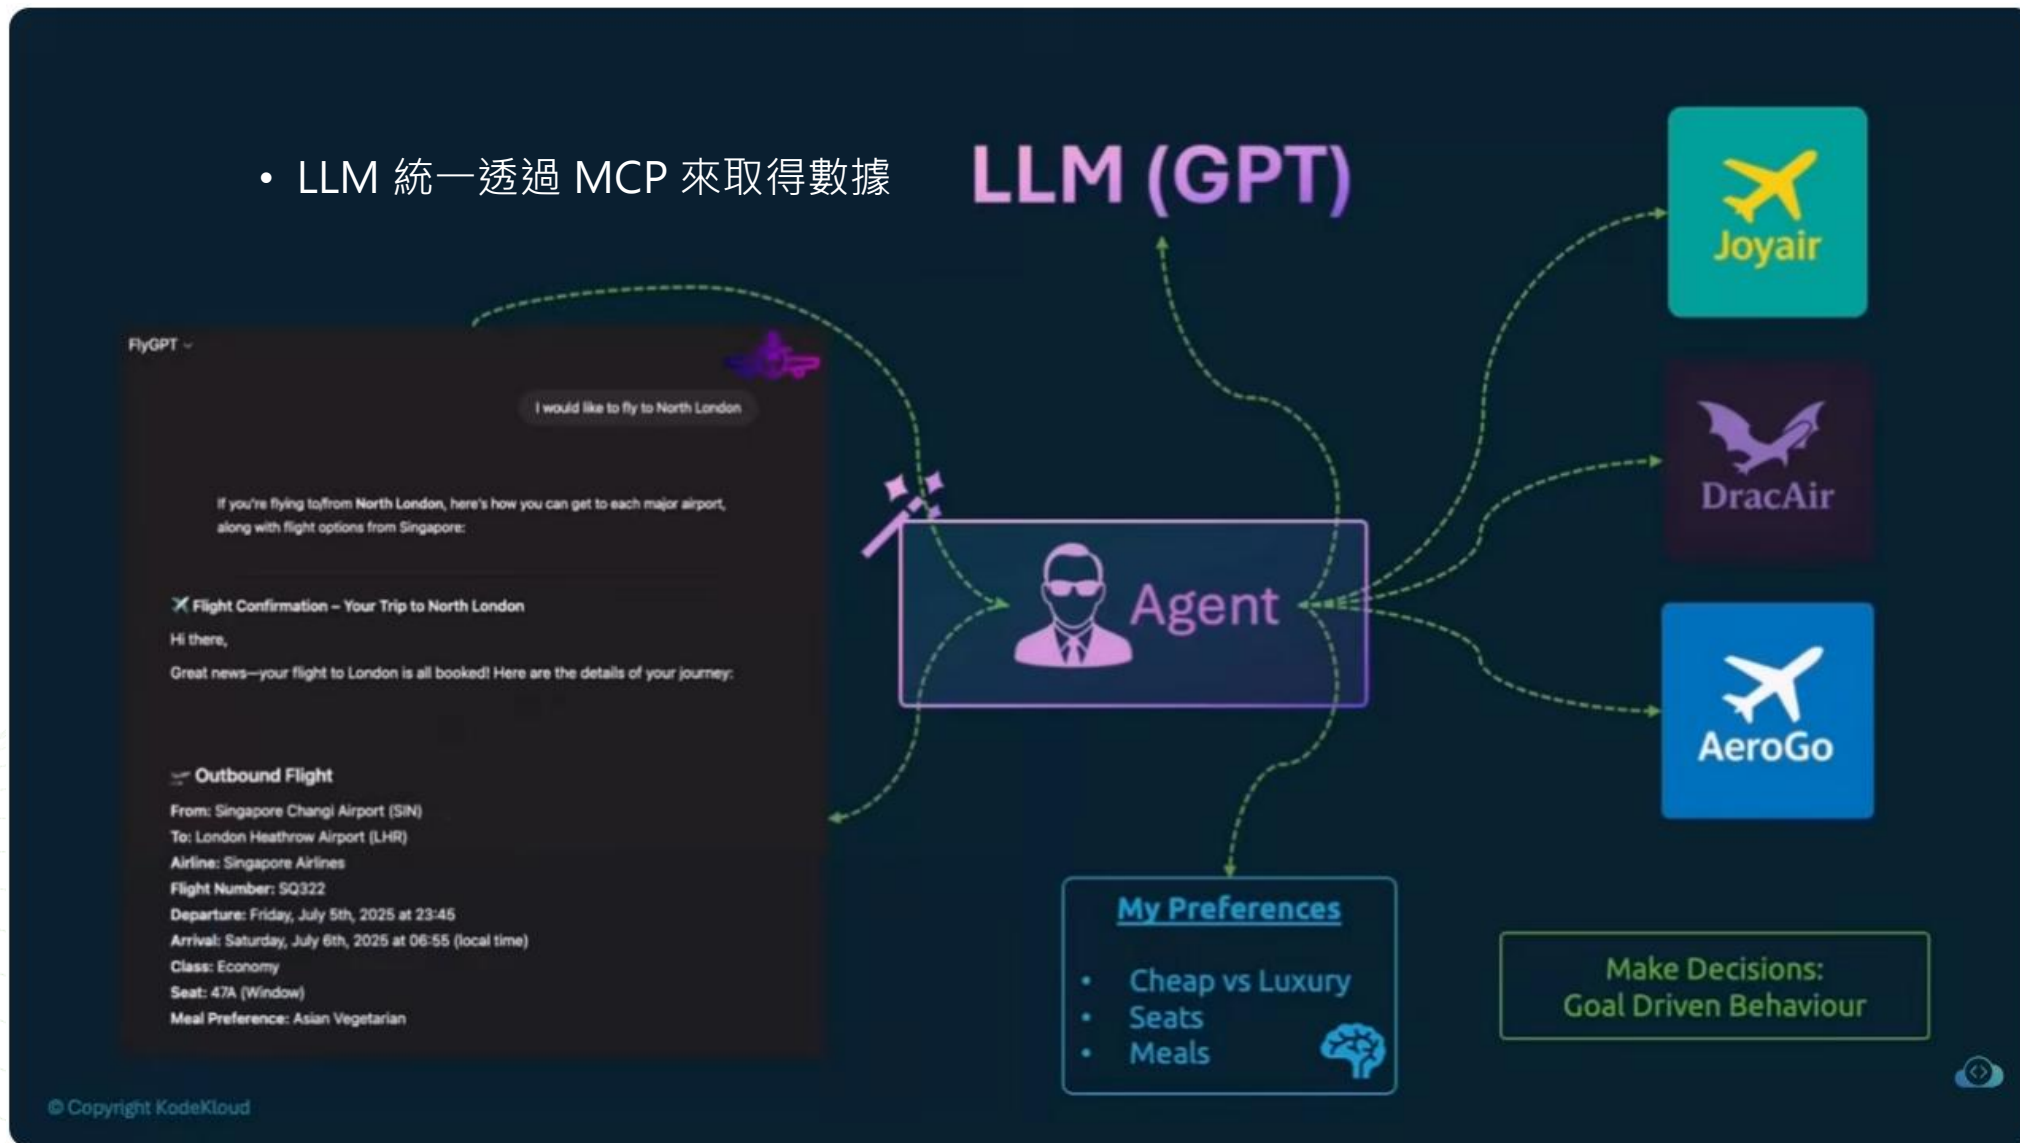 • LLM 統一透過 MCP 來取得數據
LLM (GPT)
FlyGPT
I would like to fly to North London
If you're flying to/from North London, here's how you can get to each major airport,
along with flight options from Singapore:
Flight Confirmation – Your Trip to North London
Hi there,
Great news—your flight to London is all booked! Here are the details of your journey:
Outbound Flight
From: Singapore Changi Airport (SIN)
To: London Heathrow Airport (LHR)
Airline: Singapore Airlines
Flight Number: SQ322
Departure: Friday, July 5th, 2025 at 23:45
Arrival: Saturday, July 6th, 2025 at 06:55 (local time)
Class: Economy
Seat: 47A (Window)
Meal Preference: Asian Vegetarian
Agent
Joyair
DracAir
AeroGo
My Preferences
• Cheap vs Luxury
• Seats
• Meals
Make Decisions:
Goal Driven Behaviour
© Copyright KodeKloud